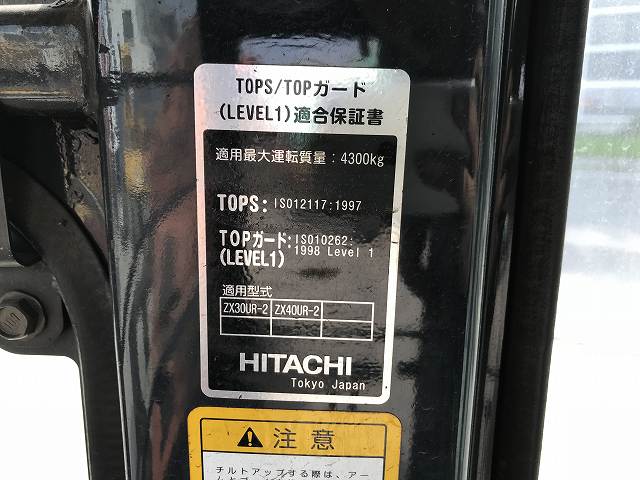 TOPS/TOPガード
(LEVEL1)適合保証書
適用最大運転質量：4300kg
TOPS: ISO12117:1997
TOPガード:ISO10262:
(LEVEL1) 1998 Level 1
適用型式
ZX30UR-2 ZX40UR-2
HITACHI
Tokyo Japan
注意
チルトアップする際は、アー